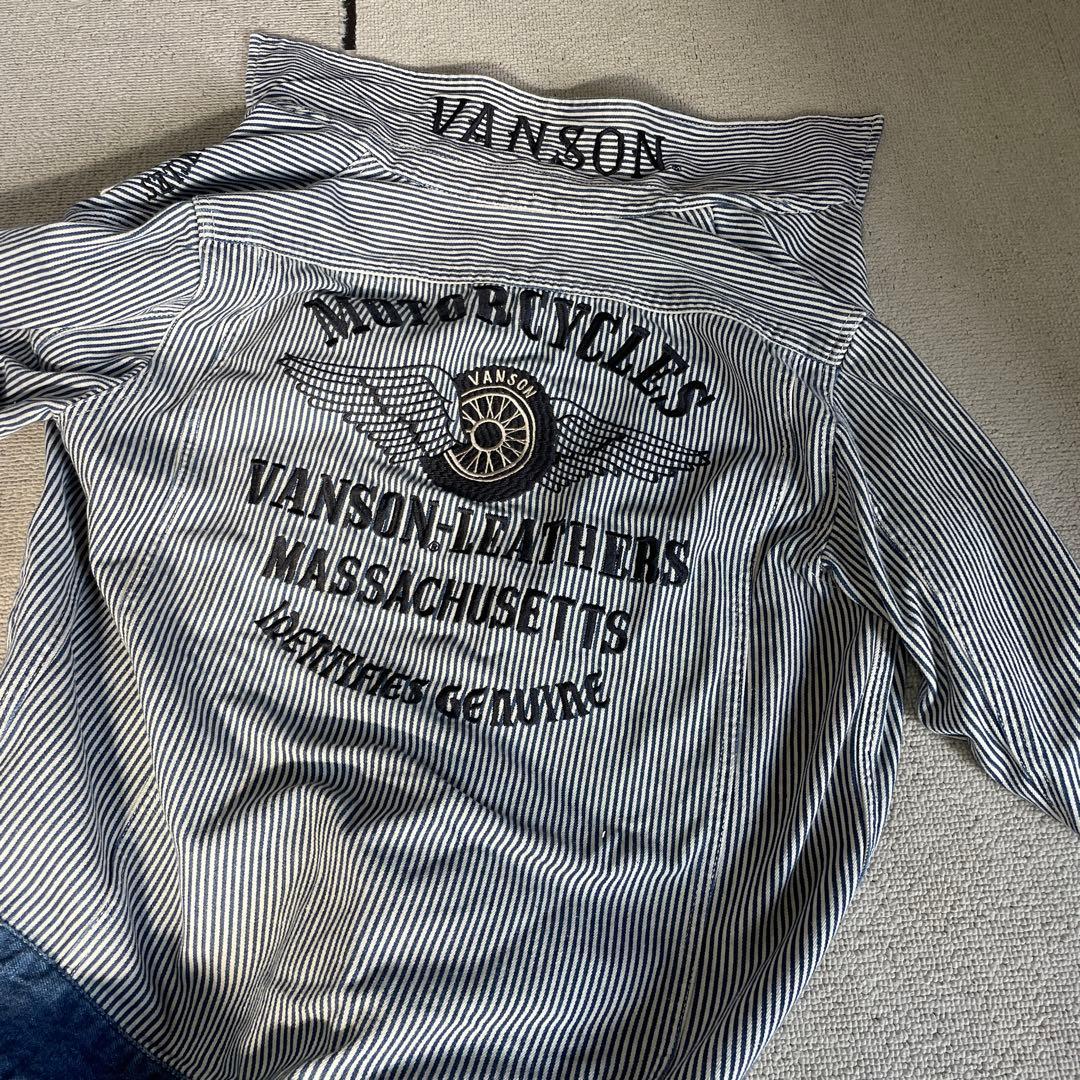 VANSON®
MOTORCYCLES
VANSON
VANSON®-LEATHERS
MASSACHUSETTS
IDENTIFIES GENUINE